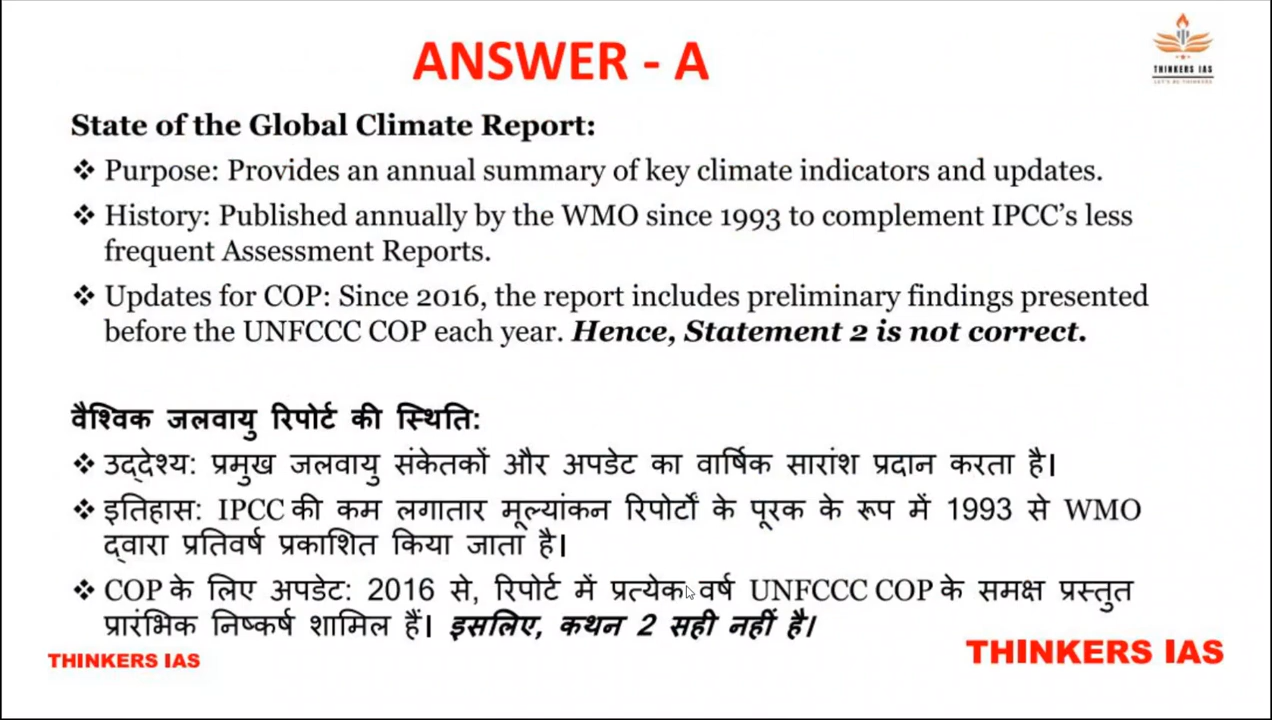 ANSWER - A
THINKERS IAS
LET'S BE THINKERS
State of the Global Climate Report:
❖ Purpose: Provides an annual summary of key climate indicators and updates.
❖ History: Published annually by the WMO since 1993 to complement IPCC's less
frequent Assessment Reports.
❖ Updates for COP: Since 2016, the report includes preliminary findings presented
before the UNFCCC COP each year. Hence, Statement 2 is not correct.
वैश्विक जलवायु रिपोर्ट की स्थिति:
❖ उद्देश्य: प्रमुख जलवायु संकेतकों और अपडेट का वार्षिक सारांश प्रदान करता है।
❖ इतिहास: IPCC की कम लगातार मूल्यांकन रिपोर्टों के पूरक के रूप में 1993 से WMO
द्वारा प्रतिवर्ष प्रकाशित किया जाता है।
❖ COP के लिए अपडेट: 2016 से, रिपोर्ट में प्रत्येक वर्ष UNFCCC COP के समक्ष प्रस्तुत
प्रारंभिक निष्कर्ष शामिल हैं। इसलिए, कथन 2 सही नहीं है।
THINKERS IAS
THINKERS IAS